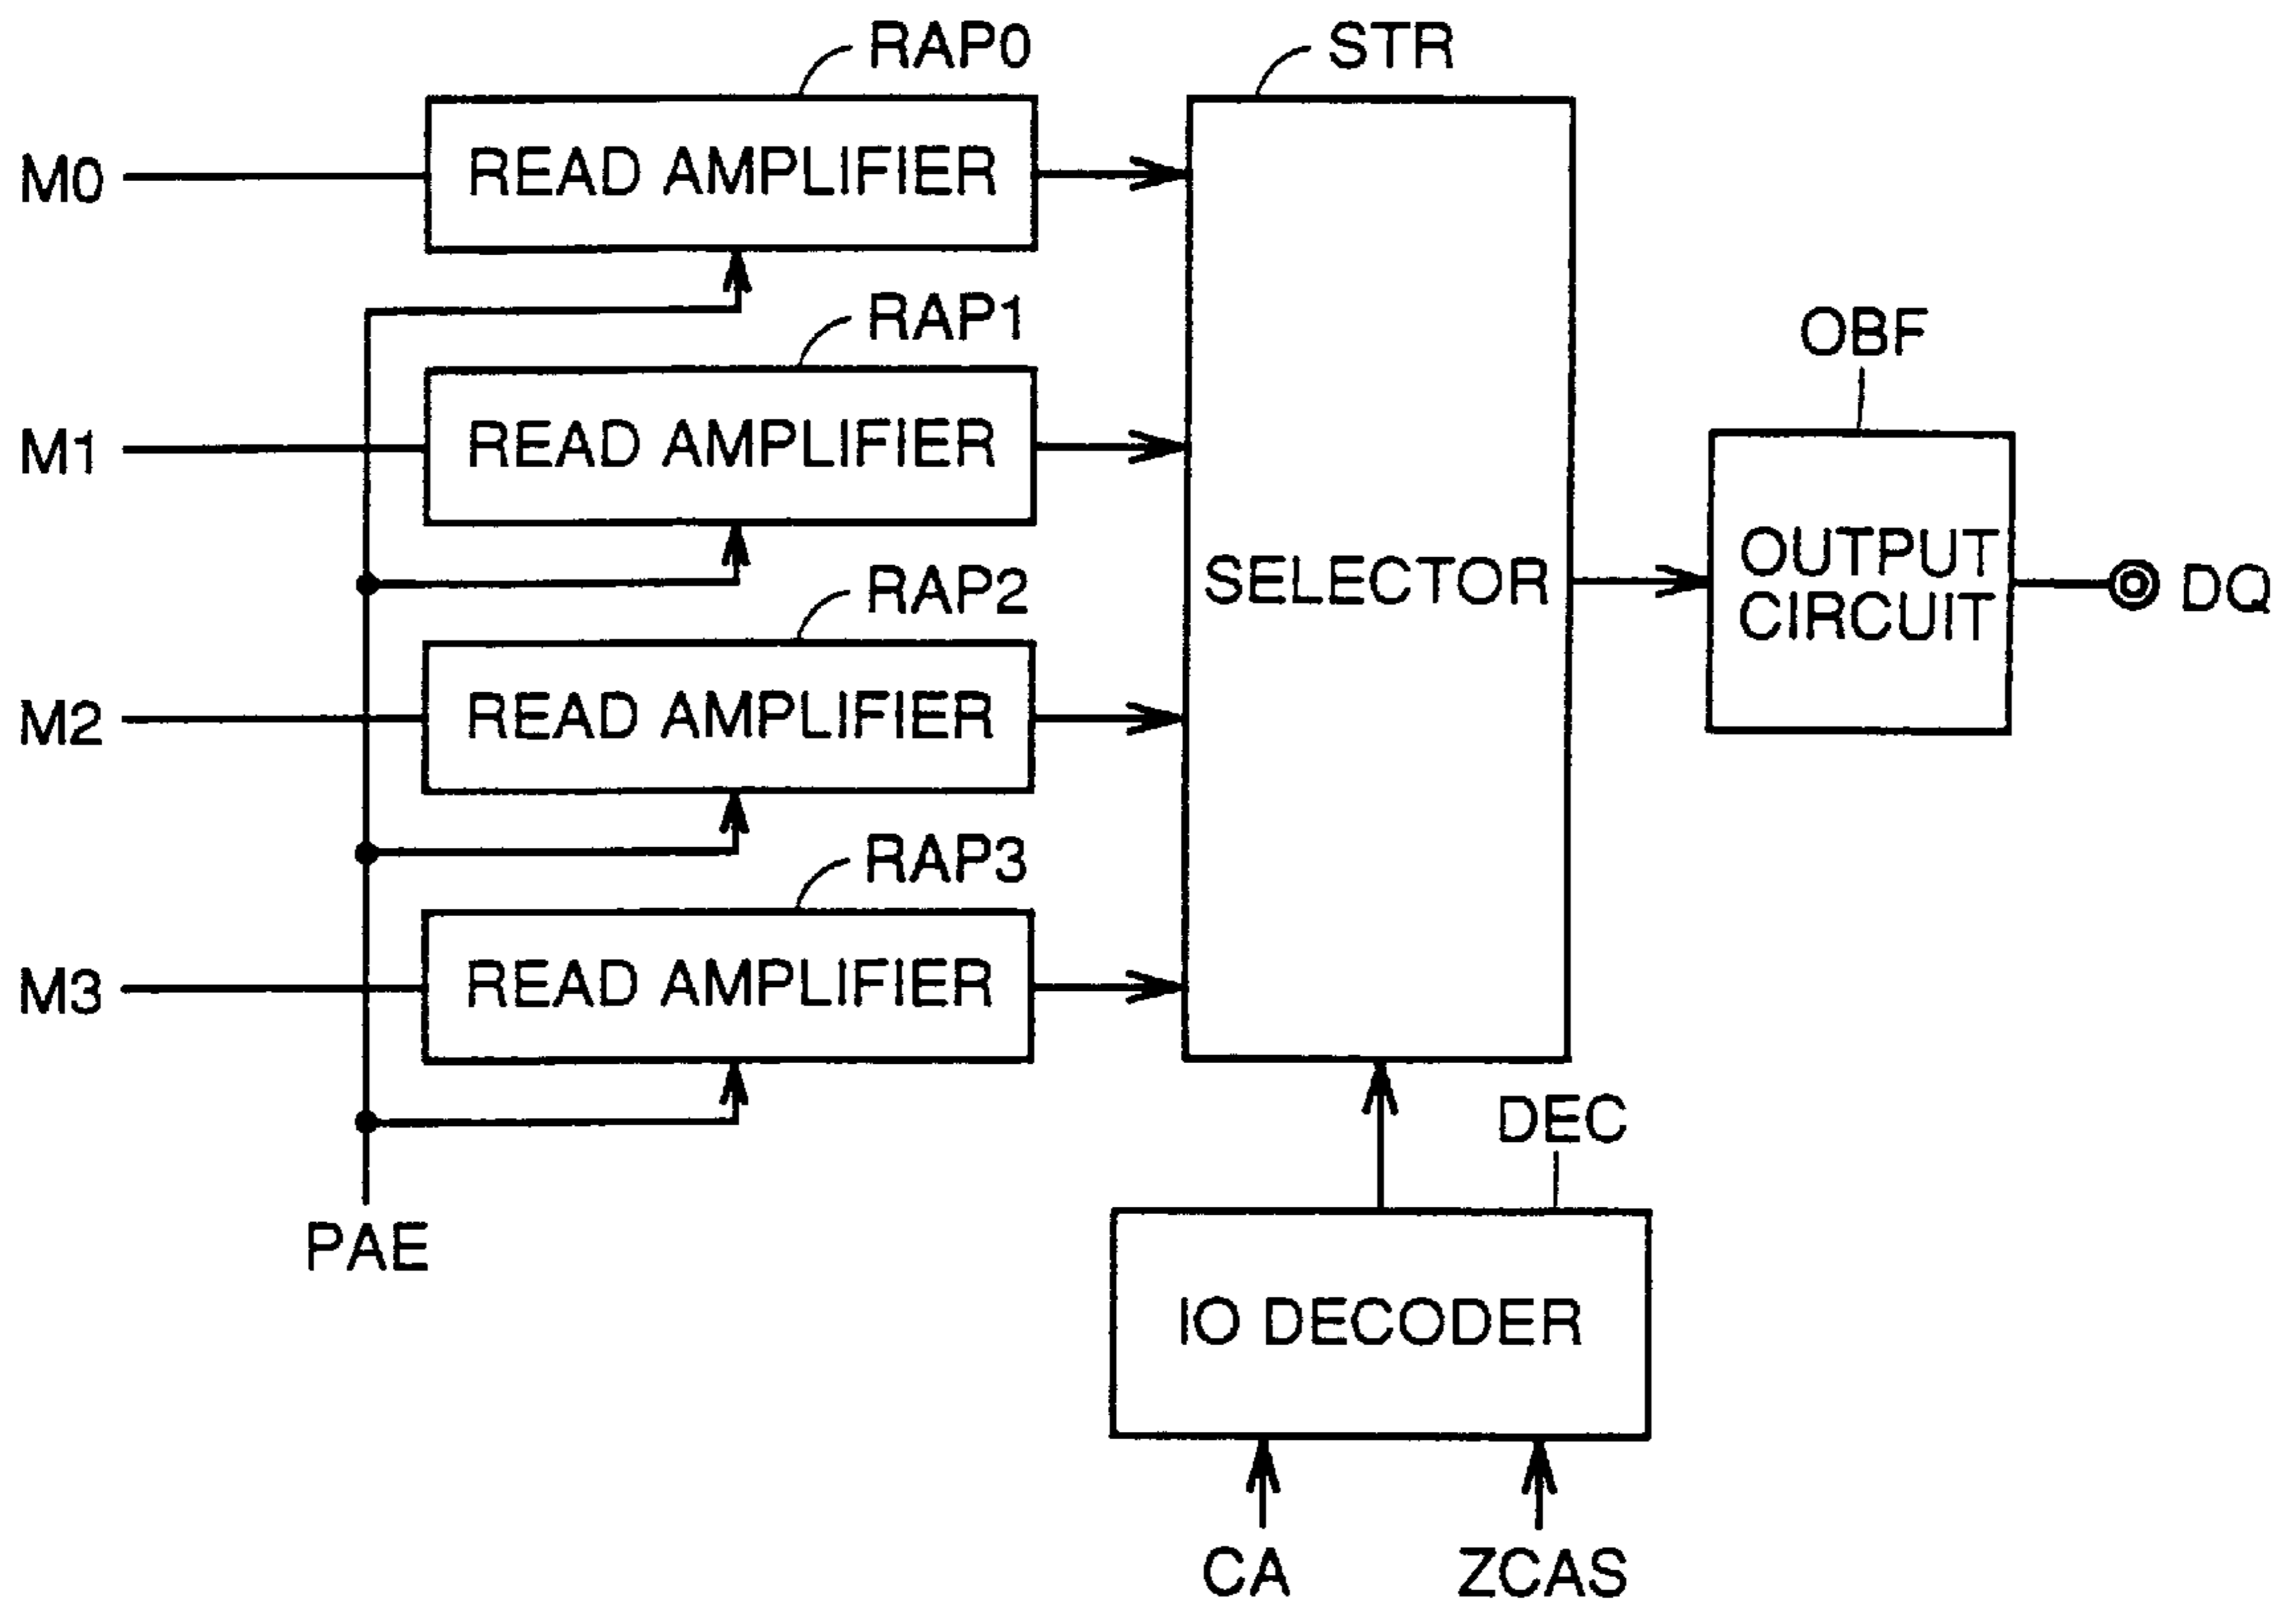 RAP0
STR
M0
READ AMPLIFIER
RAP1
OBF
M1
READ AMPLIFIER
RAP2
SELECTOR
OUTPUT
CIRCUIT
DQ
M2
READ AMPLIFIER
RAP3
M3
READ AMPLIFIER
DEC
PAE
IO DECODER
CA
ZCAS